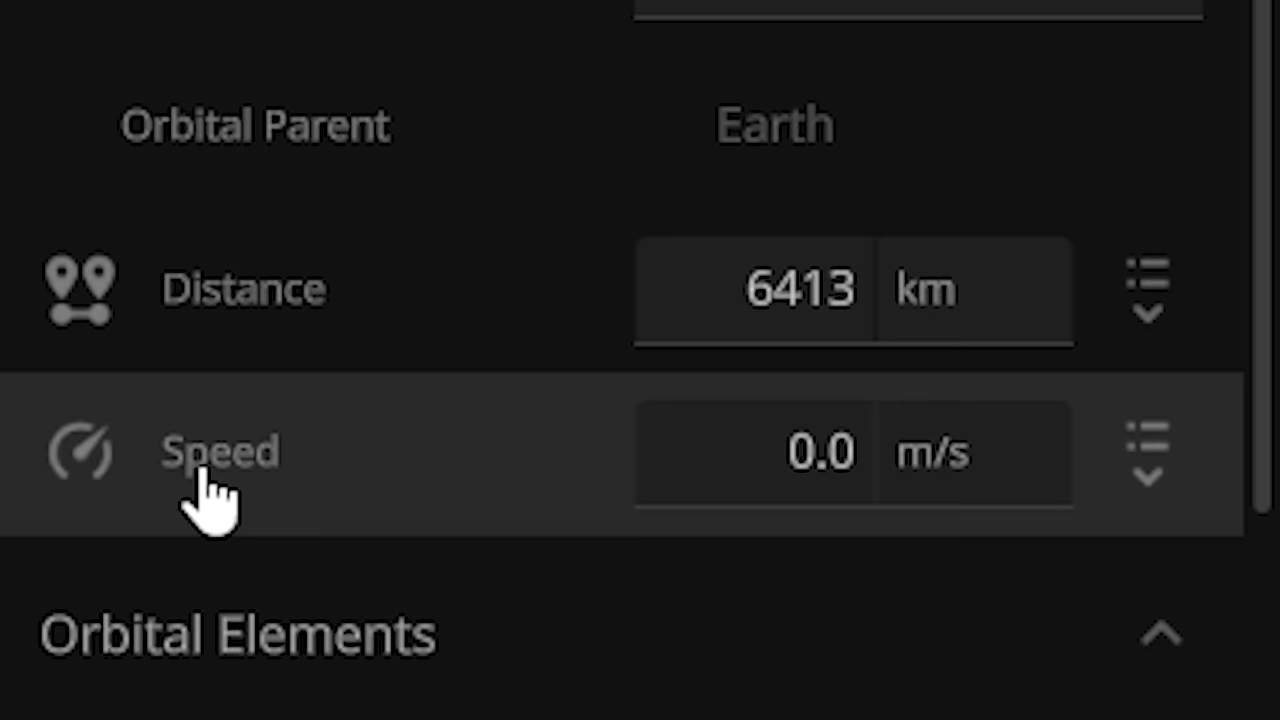 Orbital Parent Earth
Distance 6413 km
Speed 0.0 m/s
Orbital Elements